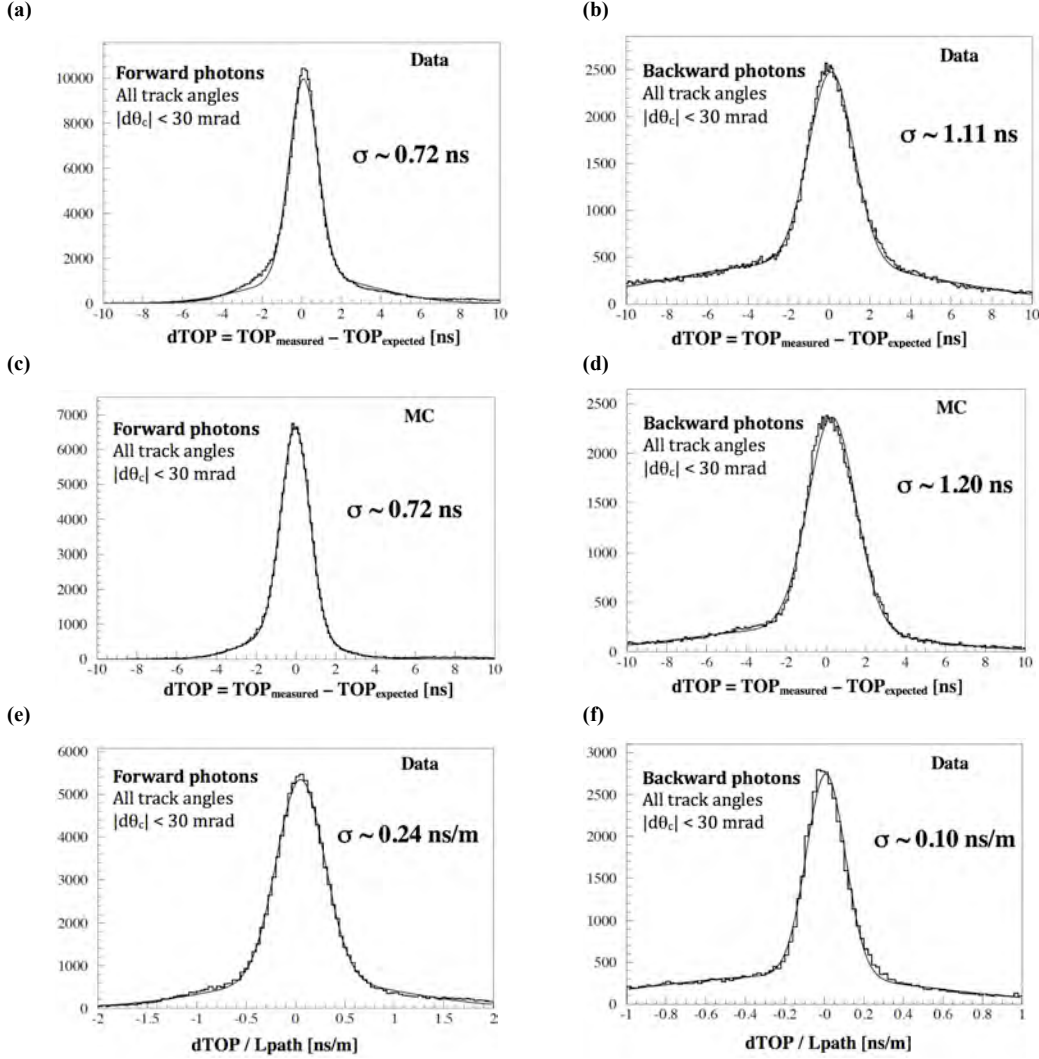 (a)
Data
Forward photons
All track angles
|dθc| < 30 mrad
σ ~ 0.72 ns
10000
8000
6000
4000
2000
0
-10 -8 -6 -4 -2 0 2 4 6 8 10
dTOP = TOPmeasured – TOPexpected [ns]
(b)
Data
Backward photons
All track angles
|dθc| < 30 mrad
σ ~ 1.11 ns
2500
2000
1500
1000
500
0
-10 -8 -6 -4 -2 0 2 4 6 8 10
dTOP = TOPmeasured – TOPexpected [ns]
(c)
MC
Forward photons
All track angles
|dθc| < 30 mrad
σ ~ 0.72 ns
7000
6000
5000
4000
3000
2000
1000
0
-10 -8 -6 -4 -2 0 2 4 6 8 10
dTOP = TOPmeasured – TOPexpected [ns]
(d)
MC
Backward photons
All track angles
|dθc| < 30 mrad
σ ~ 1.20 ns
2500
2000
1500
1000
500
0
-10 -8 -6 -4 -2 0 2 4 6 8 10
dTOP = TOPmeasured – TOPexpected [ns]
(e)
Data
Forward photons
All track angles
|dθc| < 30 mrad
σ ~ 0.24 ns/m
6000
5000
4000
3000
2000
1000
0
-2 -1.5 -1 -0.5 0 0.5 1 1.5 2
dTOP / Lpath [ns/m]
(f)
Data
Backward photons
All track angles
|dθc| < 30 mrad
σ ~ 0.10 ns/m
3000
2500
2000
1500
1000
500
0
-1 -0.8 -0.6 -0.4 -0.2 0 0.2 0.4 0.6 0.8 1
dTOP / Lpath [ns/m]